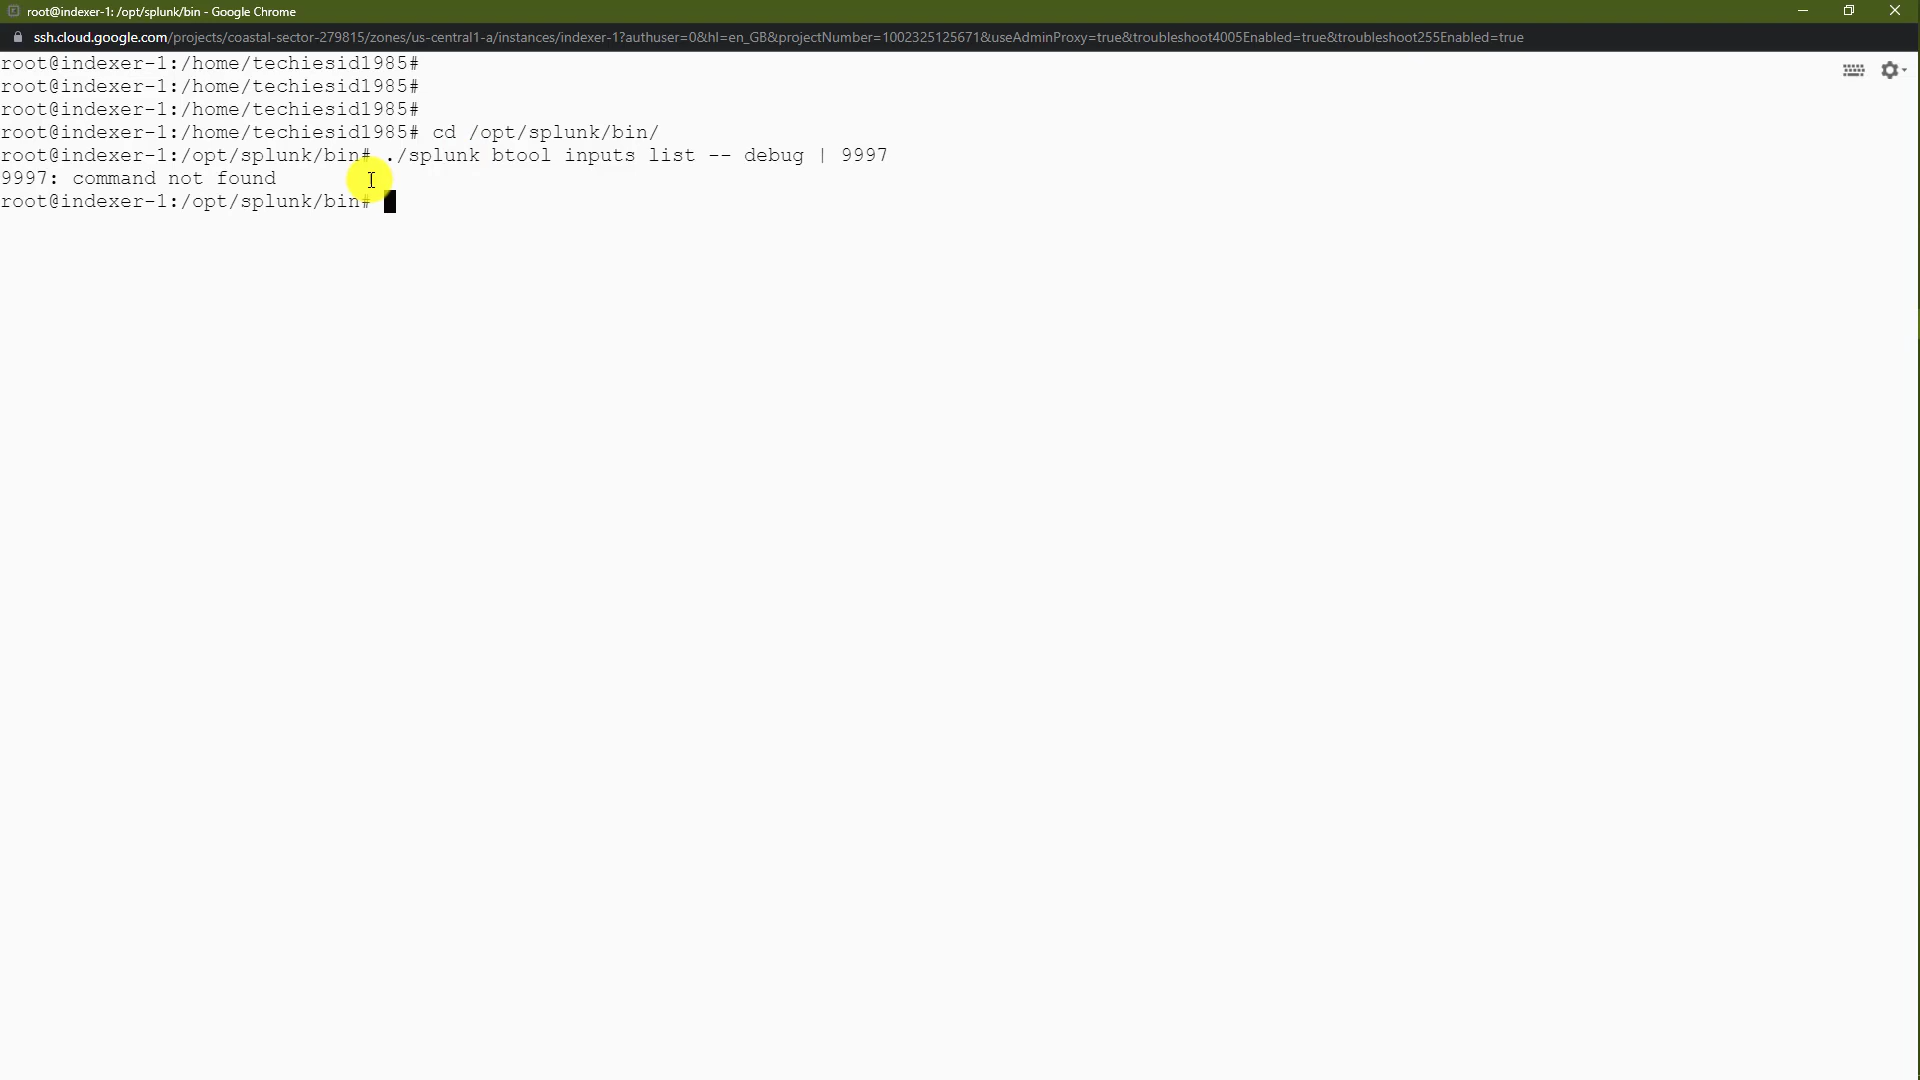 root@indexer-1: /opt/splunk/bin - Google Chrome
ssh.cloud.google.com/projects/coastal-sector-279815/zones/us-central1-a/instances/indexer-1?authuser=0&hl=en_GB&projectNumber=1002325125671&useAdminProxy=true&troubleshoot4005Enabled=true&troubleshoot255Enabled=true
root@indexer-1:/home/techiesid1985#
root@indexer-1:/home/techiesid1985#
root@indexer-1:/home/techiesid1985#
root@indexer-1:/home/techiesid1985# cd /opt/splunk/bin/
root@indexer-1:/opt/splunk/bin# ./splunk btool inputs list -- debug | 9997
9997: command not found
root@indexer-1:/opt/splunk/bin#